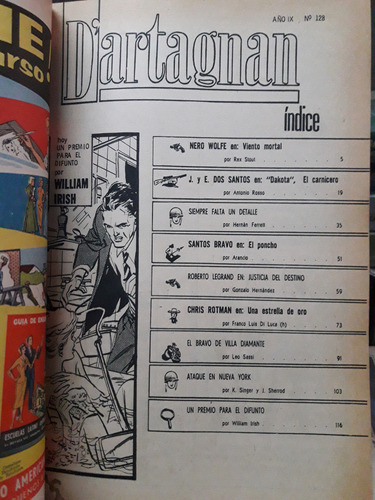 D'artagnan
AÑO IX Nº 128
índice
hoy
UN PREMIO
PARA EL
DIFUNTO
por
WILLIAM
IRISH
NERO WOLFE en: Viento mortal
por Rex Stout 5
J. y E. DOS SANTOS en: "Dakota", El carnicero
por Antonio Rosso 19
SIEMPRE FALTA UN DETALLE
por Hernán Ferrell 35
SANTOS BRAVO en: El poncho
por Arancio 51
ROBERTO LEGRAND en: JUSTICIA DEL DESTINO
por Gonzalo Hernández 59
CHRIS ROTMAN en: Una estrella de oro
por Franco Luis Di Luca (h) 73
EL BRAVO DE VILLA DIAMANTE
por Leo Sassi 91
ATAQUE EN NUEVA YORK
por K. Singer y J. Sherrod 103
UN PREMIO PARA EL DIFUNTO
por William Irish 116
GUIA DE
ESCUELAS LATINO